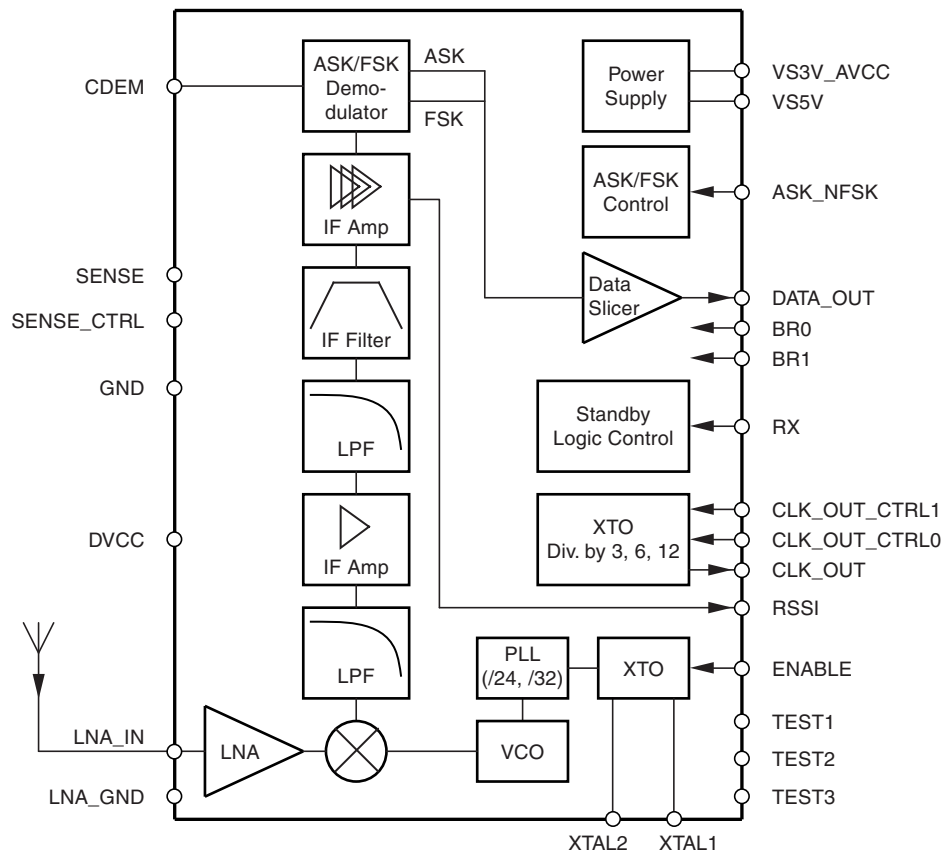 CDEM
SENSE
SENSE_CTRL
GND
DVCC
LNA_IN
LNA_GND
ASK/FSK
Demo-
dulator
ASK
FSK
IF Amp
IF Filter
LPF
IF Amp
LPF
LNA
PLL
(/24, /32)
VCO
XTO
Power
Supply
ASK/FSK
Control
Data
Slicer
Standby
Logic Control
XTO
Div. by 3, 6, 12
VS3V_AVCC
VS5V
ASK_NFSK
DATA_OUT
BR0
BR1
RX
CLK_OUT_CTRL1
CLK_OUT_CTRL0
CLK_OUT
RSSI
ENABLE
TEST1
TEST2
TEST3
XTAL2
XTAL1